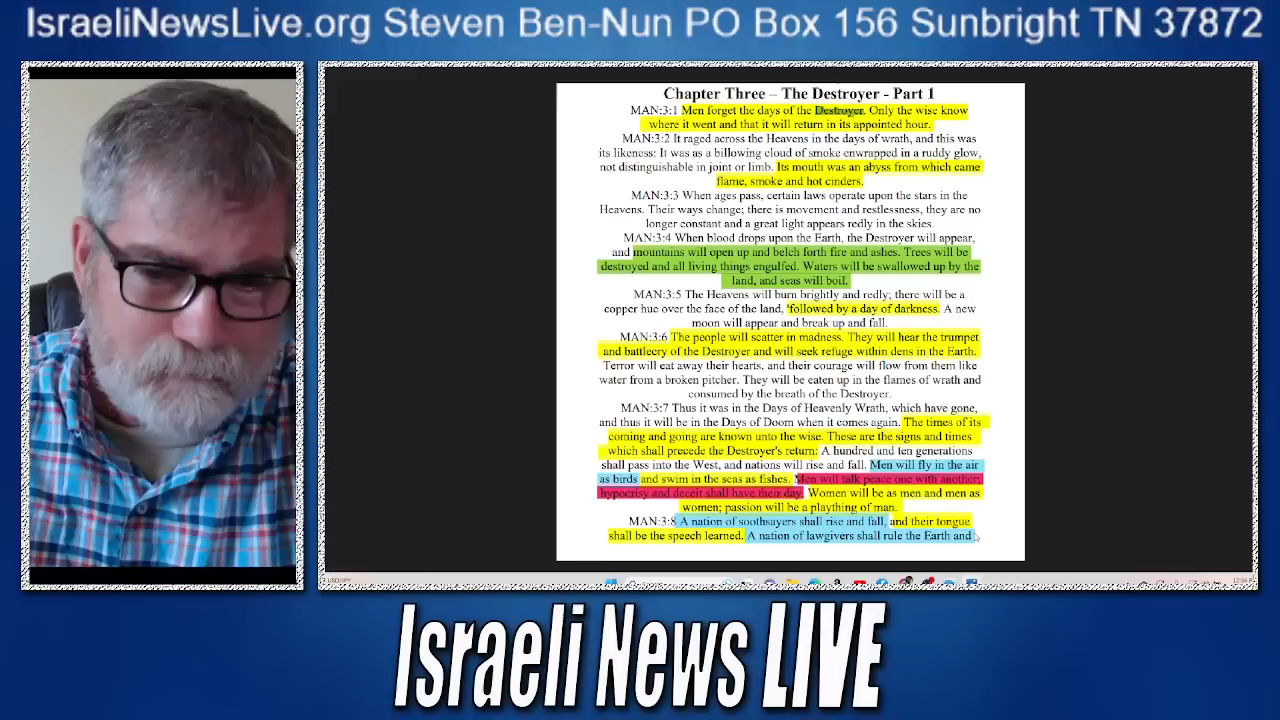 IsraeliNewsLive.org Steven Ben-Nun PO Box 156 Sunbright TN 37872
Chapter Three – The Destroyer - Part 1
MAN:3:1 Men forget the days of the Destroyer. Only the wise know
where it went and that it will return in its appointed hour.
MAN:3:2 It raged across the Heavens in the days of wrath, and this was
its likeness: It was as a billowing cloud of smoke enwrapped in a ruddy glow,
not distinguishable in joint or limb. Its mouth was an abyss from which came
flame, smoke and hot cinders.
MAN:3:3 When ages pass, certain laws operate upon the stars in the
Heavens. Their ways change; there is movement and restlessness, they are no
longer constant and a great light appears redly in the skies.
MAN:3:4 When blood drops upon the Earth, the Destroyer will appear,
and mountains will open up and belch forth fire and ashes. Trees will be
destroyed and all living things engulfed. Waters will be swallowed up by the
land, and seas will boil.
MAN:3:5 The Heavens will burn brightly and redly; there will be a
copper hue over the face of the land, 'followed by a day of darkness. A new
moon will appear and break up and fall.
MAN:3:6 The people will scatter in madness. They will hear the trumpet
and battlecry of the Destroyer and will seek refuge within dens in the Earth.
Terror will eat away their hearts, and their courage will flow from them like
water from a broken pitcher. They will be eaten up in the flames of wrath and
consumed by the breath of the Destroyer.
MAN:3:7 Thus it was in the Days of Heavenly Wrath, which have gone,
and thus it will be in the Days of Doom when it comes again. The times of its
coming and going are known unto the wise. These are the signs and times
which shall precede the Destroyer's return: A hundred and ten generations
shall pass into the West, and nations will rise and fall. Men will fly in the air
as birds and swim in the seas as fishes. Men will talk peace one with another;
hypocrisy and deceit shall have their day. Women will be as men and men as
women; passion will be a plaything of man.
MAN:3:8 A nation of soothsayers shall rise and fall, and their tongue
shall be the speech learned. A nation of lawgivers shall rule the Earth and
Israeli News LIVE